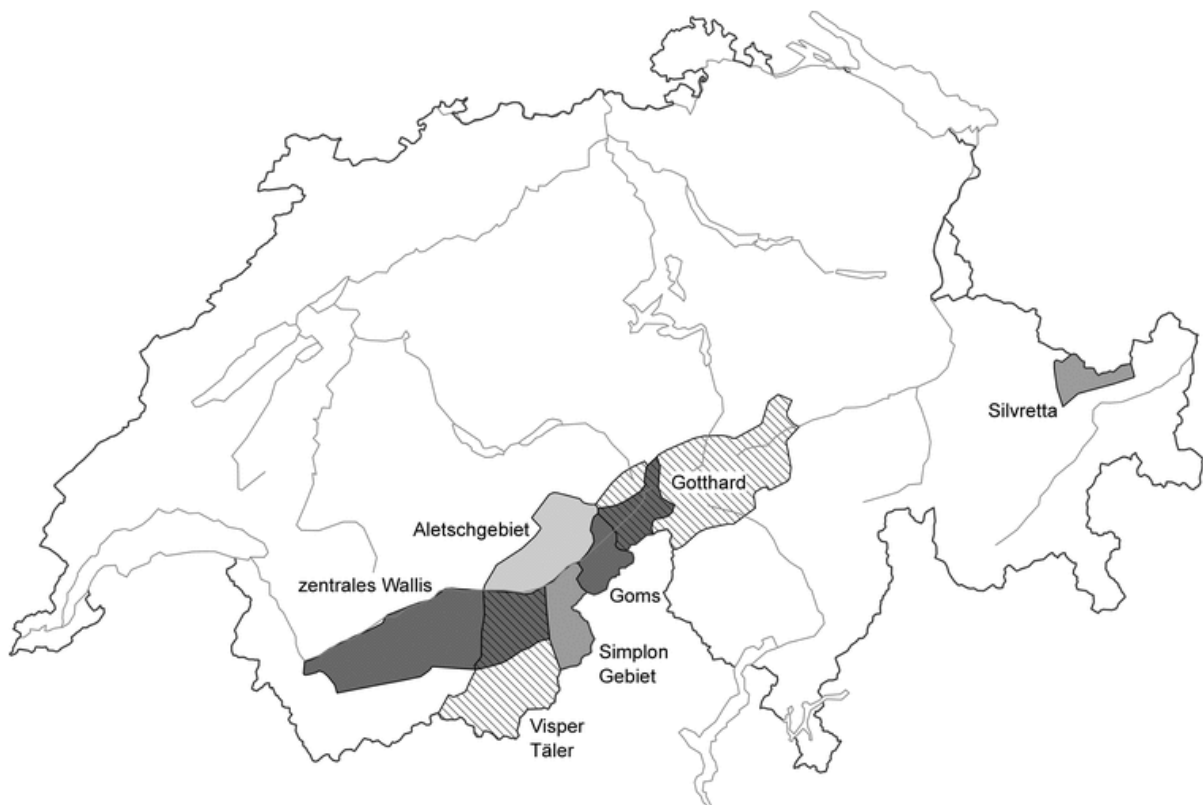 Silvretta
Gotthard
Aletschgebiet
zentrales Wallis
Goms
Simplon
Gebiet
Visper
Täler